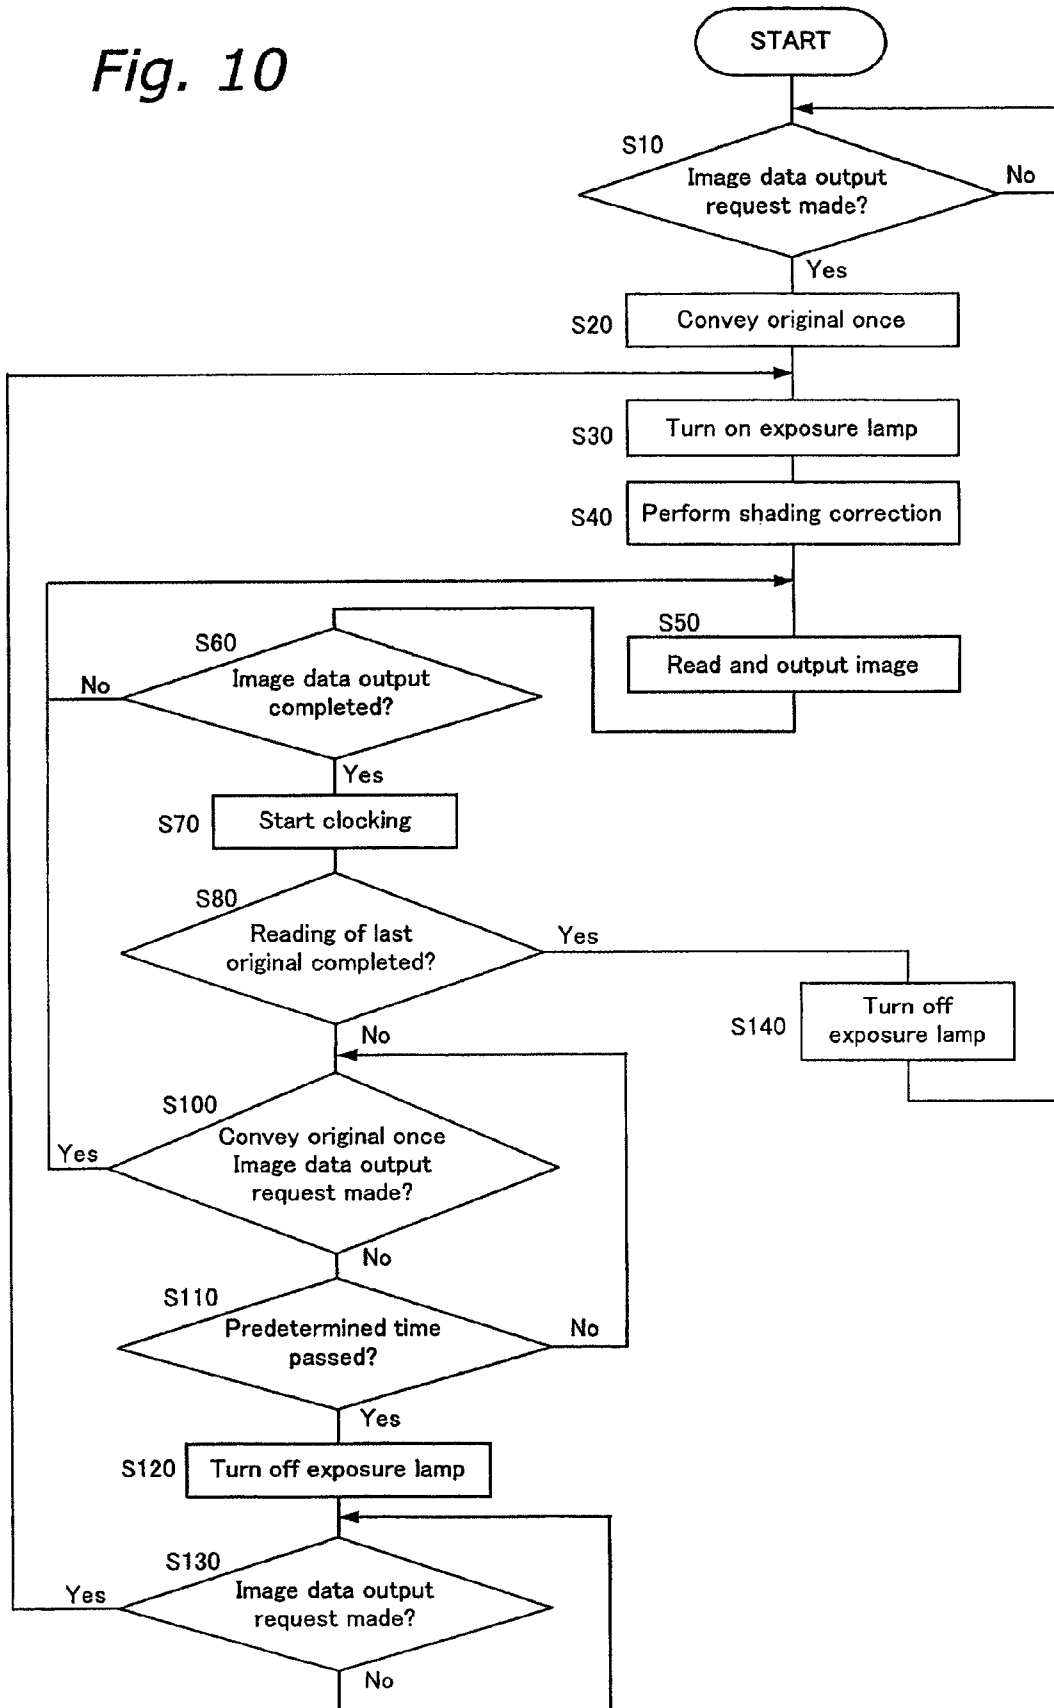 Fig. 10
START
S10
Image data output
request made?
No
Yes
S20
Convey original once
S30
Turn on exposure lamp
S40
Perform shading correction
S50
Read and output image
S60
Image data output
completed?
No
Yes
S70
Start clocking
S80
Reading of last
original completed?
Yes
No
S140
Turn off
exposure lamp
S100
Convey original once
Image data output
request made?
Yes
No
S110
Predetermined time
passed?
No
Yes
S120
Turn off exposure lamp
S130
Image data output
request made?
Yes
No